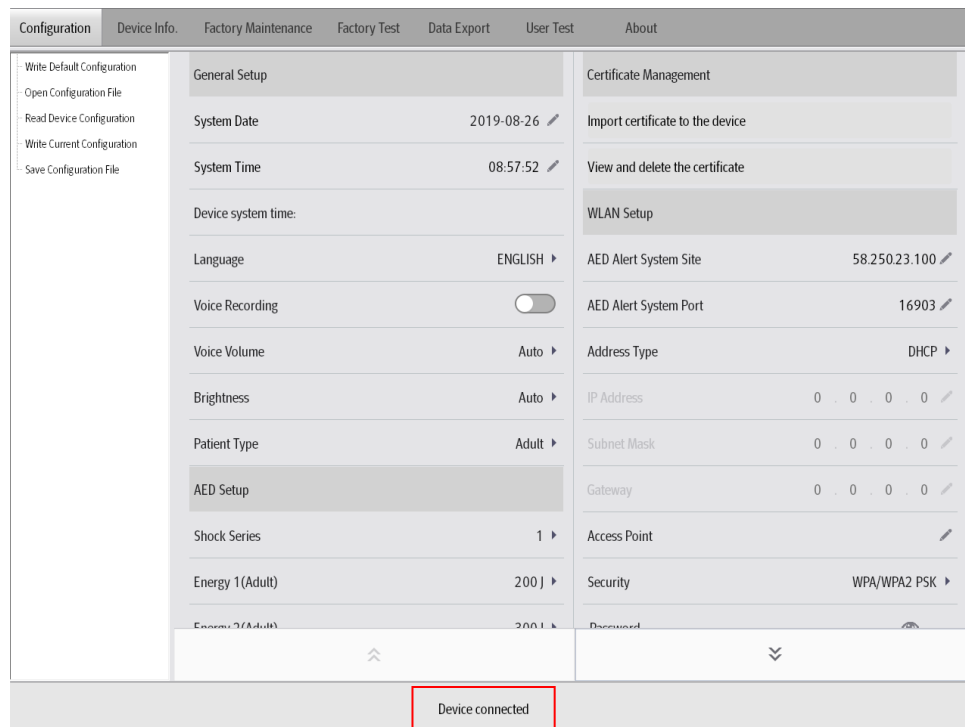 Configuration Device Info. Factory Maintenance Factory Test Data Export User Test About
Write Default Configuration
Open Configuration File
Read Device Configuration
Write Current Configuration
Save Configuration File
General Setup
System Date 2019-08-26
System Time 08:57:52
Device system time:
Language ENGLISH
Voice Recording
Voice Volume Auto
Brightness Auto
Patient Type Adult
AED Setup
Shock Series 1
Energy 1(Adult) 200 J
Energy 2(Adult) 300 J
Certificate Management
Import certificate to the device
View and delete the certificate
WLAN Setup
AED Alert System Site 58.250.23.100
AED Alert System Port 16903
Address Type DHCP
IP Address 0 . 0 . 0 . 0
Subnet Mask 0 . 0 . 0 . 0
Gateway 0 . 0 . 0 . 0
Access Point
Security WPA/WPA2 PSK
Password
Device connected